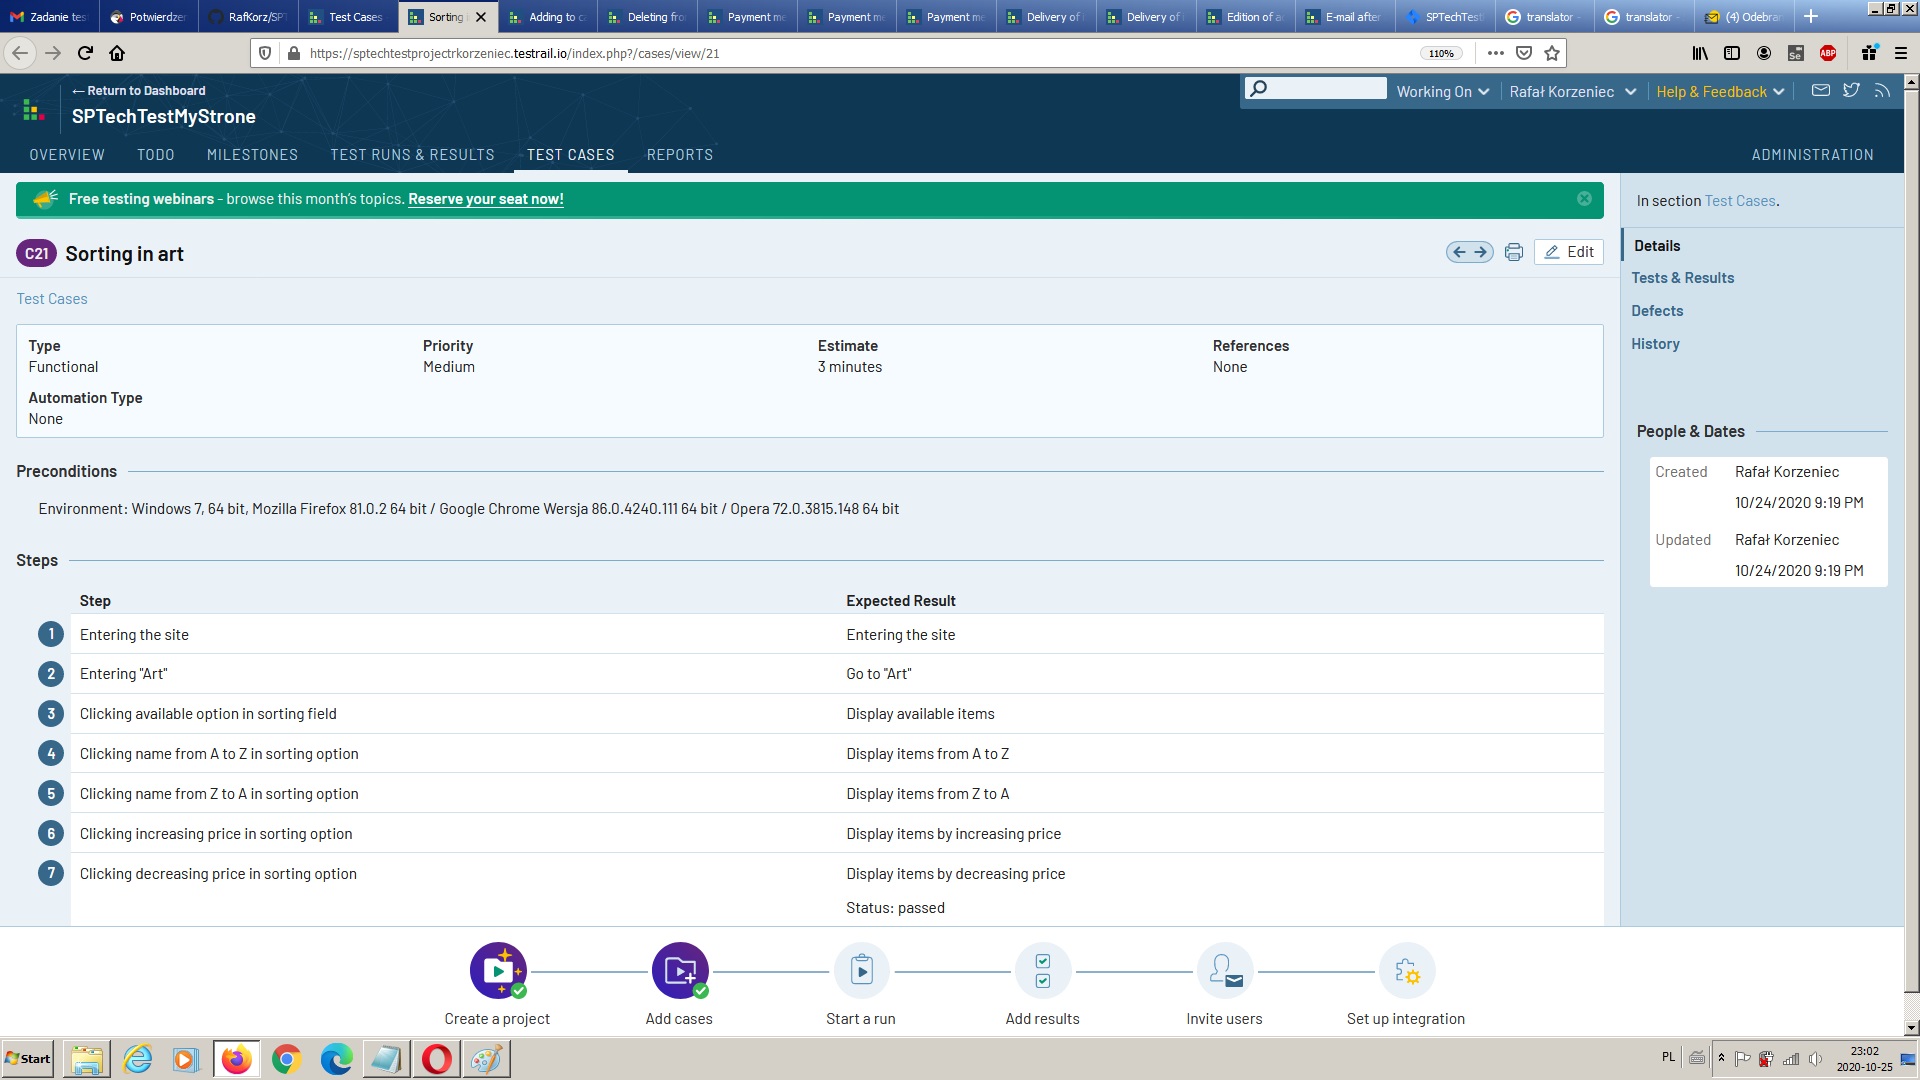 Zadanie te
Potwierdzer
RafKorz/SPT
Test Cases
Sorting i
Adding to ca
Deleting fro
Payment me
Payment me
Payment me
Delivery of
Delivery of
Edition of a
E-mail after
SPTechTest
translator -
translator -
(4) Odebran
https://sptechtestprojectrkorzeniec.testrail.io/index.php?/cases/view/21
110%
Se
ABP
← Return to Dashboard
SPTechTestMyStrone
Working On
Rafał Korzeniec
Help & Feedback
OVERVIEW
TODO
MILESTONES
TEST RUNS & RESULTS
TEST CASES
REPORTS
ADMINISTRATION
Free testing webinars - browse this month's topics. Reserve your seat now!
In section Test Cases.
C21 Sorting in art
Edit
Details
Tests & Results
Defects
History
Test Cases
Type
Functional
Priority
Medium
Estimate
3 minutes
References
None
Automation Type
None
People & Dates
Created
Rafał Korzeniec
10/24/2020 9:19 PM
Updated
Rafał Korzeniec
10/24/2020 9:19 PM
Preconditions
Environment: Windows 7, 64 bit, Mozilla Firefox 81.0.2 64 bit / Google Chrome Wersja 86.0.4240.111 64 bit / Opera 72.0.3815.148 64 bit
Steps
Step Expected Result
1 Entering the site Entering the site
2 Entering "Art" Go to "Art"
3 Clicking available option in sorting field Display available items
4 Clicking name from A to Z in sorting option Display items from A to Z
5 Clicking name from Z to A in sorting option Display items from Z to A
6 Clicking increasing price in sorting option Display items by increasing price
7 Clicking decreasing price in sorting option Display items by decreasing price
Status: passed
Create a project
Add cases
Start a run
Add results
Invite users
Set up integration
Start
PL
23:02
2020-10-25